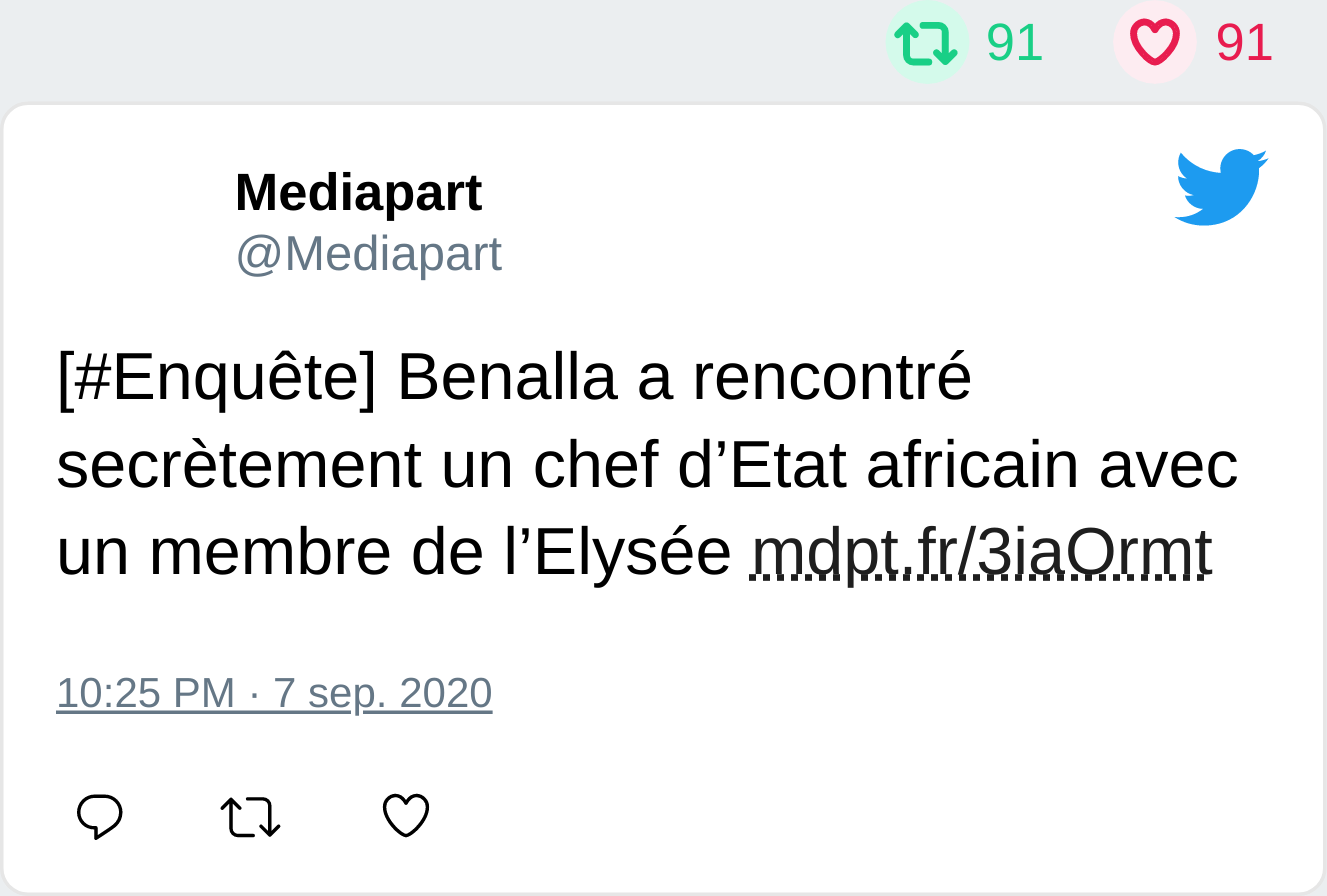 91 91
Mediapart
@Mediapart
[#Enquête] Benalla a rencontré
secrètement un chef d’Etat africain avec
un membre de l’Elysée mdpt.fr/3iaOrmt
10:25 PM · 7 sep. 2020